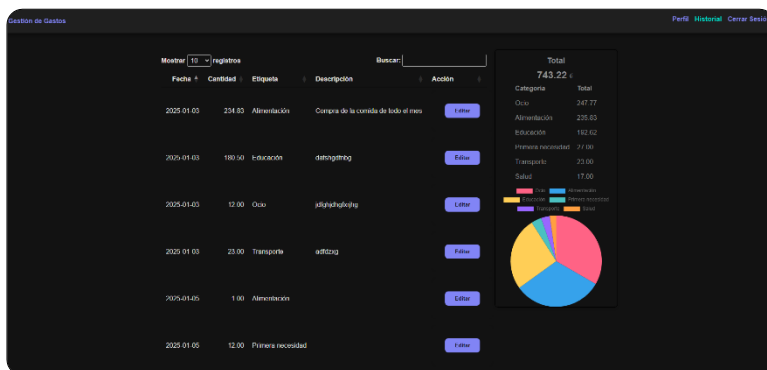 Gestión de Gastos
Perfil Historial Cerrar Sesió
Mostrar 10 registros
Buscar:
Fecha Cantidad Etiqueta Descripción Acción
2025-01-03 234.83 Alimentación Compra de la comida de todo el mes Editar
2025-01-03 180.50 Educación Editar
2025-01-03 12.00 Ocio Editar
2025-01-03 23.00 Transporte Editar
2025-01-05 1.00 Alimentación Editar
2025-01-05 12.00 Primera necesidad Editar
Total
743.22
Categoría Total
Ocio 247.77
Alimentación 235.83
Educación 192.62
Primera necesidad 27.00
Transporte 23.00
Salud 17.00
Ocio Alimentación
Educación Primera necesidad
Transporte Salud